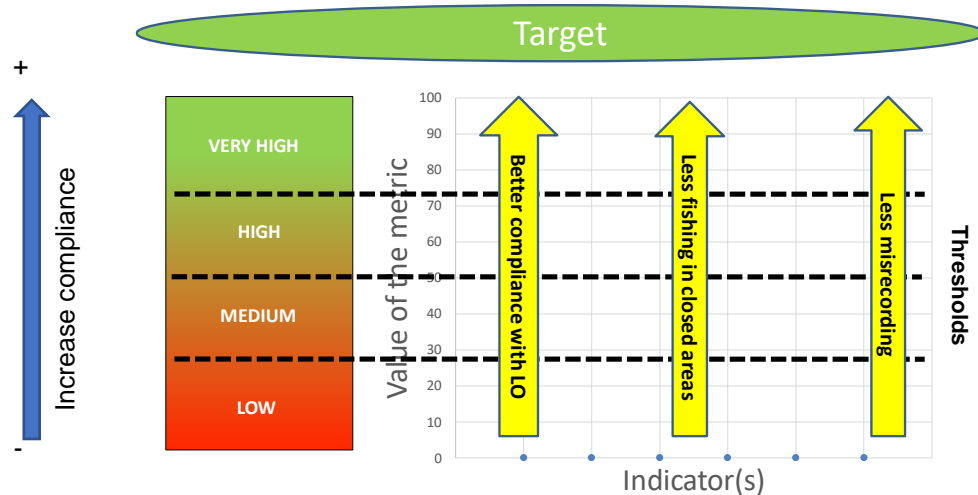 Target
+
-
Increase compliance
VERY HIGH
HIGH
MEDIUM
LOW
Value of the metric
100
90
80
70
60
50
40
30
20
10
0
Better compliance with LO
Less fishing in closed areas
Less misrecording
Thresholds
Indicator(s)